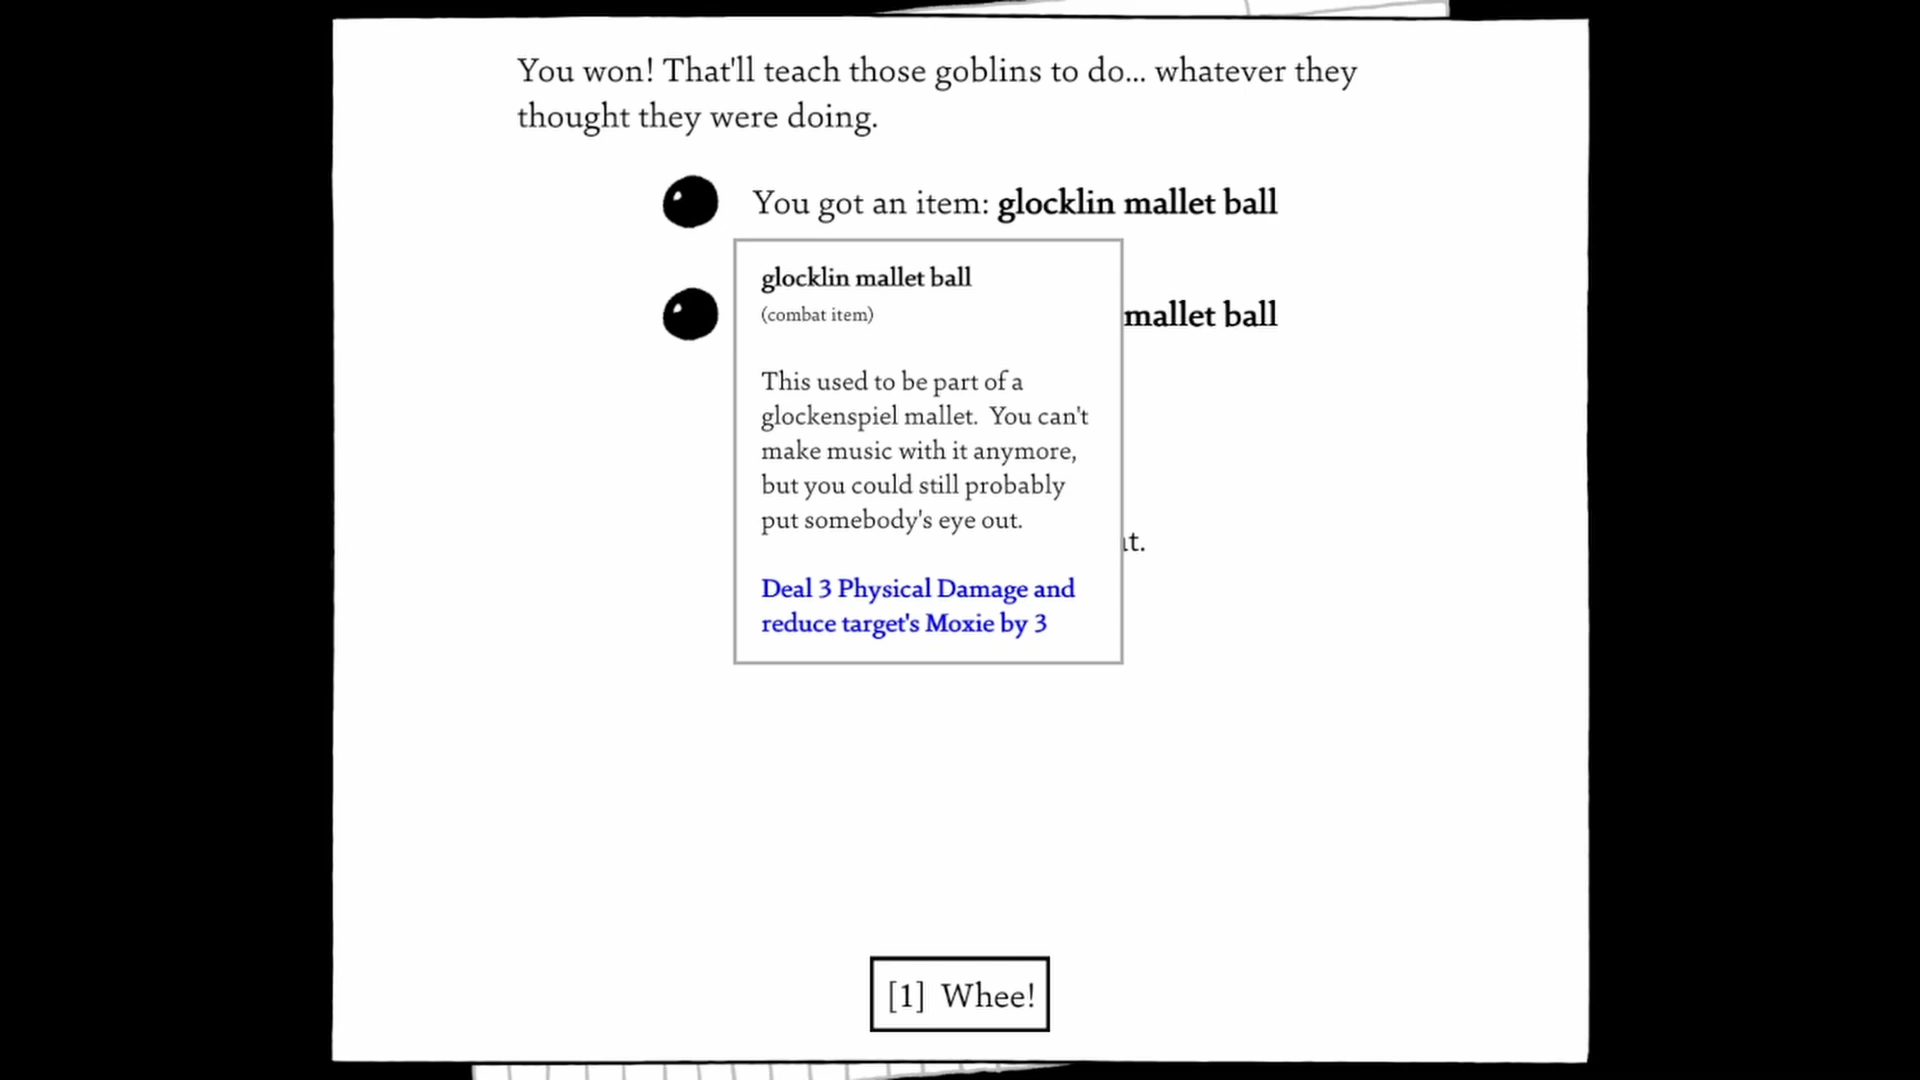 You won! That'll teach those goblins to do... whatever they
thought they were doing.
You got an item: glocklin mallet ball
glocklin mallet ball
(combat item)
mallet ball
This used to be part of a
glockenspiel mallet. You can't
make music with it anymore,
but you could still probably
put somebody's eye out.
Deal 3 Physical Damage and
reduce target's Moxie by 3
[1] Whee!